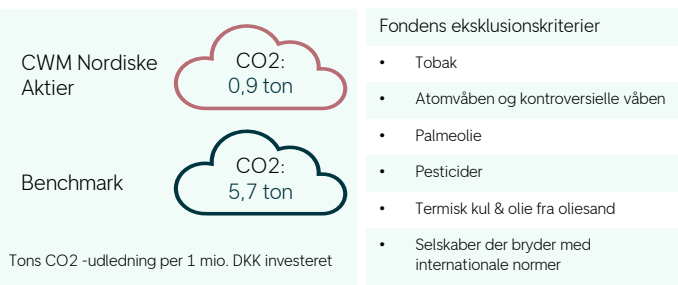 CWM Nordiske
Aktier
CO2:
0,9 ton
Benchmark
CO2:
5,7 ton
Tons CO2 -udledning per 1 mio. DKK investeret
Fondens eksklusionskriterier
• Tobak
• Atomvåben og kontroversielle våben
• Palmeolie
• Pesticider
• Termisk kul & olie fra oliesand
• Selskaber der bryder med
internationale normer